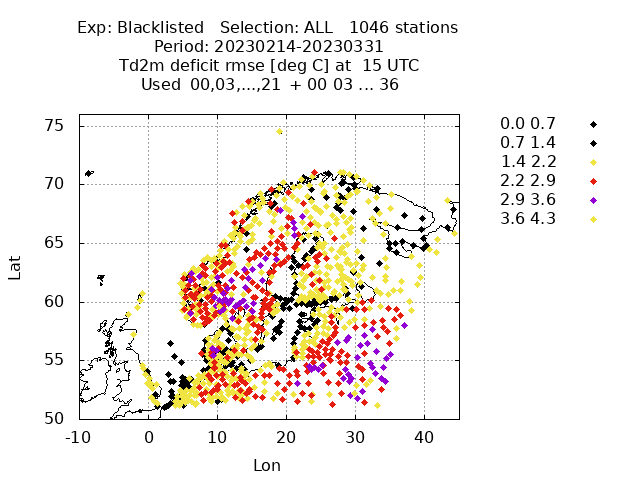 Exp: Blacklisted   Selection: ALL   1046 stations
Period: 20230214-20230331
Td2m deficit rmse [deg C] at  15 UTC
Used  00,03,...,21  + 00 03 ... 36
0.0 0.7
0.7 1.4
1.4 2.2
2.2 2.9
2.9 3.6
3.6 4.3
75
70
65
60
55
50
Lat
-10 0 10 20 30 40
Lon